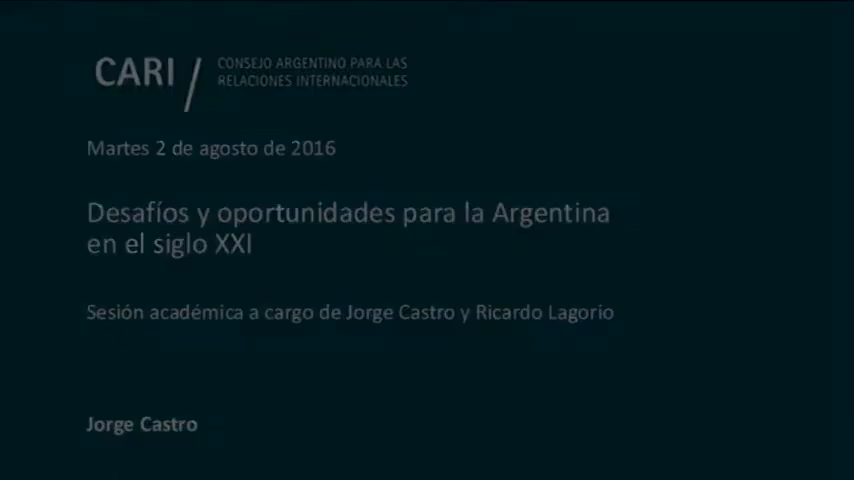 CARI/ CONSEJO ARGENTINO PARA LAS
RELACIONES INTERNACIONALES
Martes 2 de agosto de 2016
Desafíos y oportunidades para la Argentina
en el siglo XXI
Sesión académica a cargo de Jorge Castro y Ricardo Lagorio
Jorge Castro